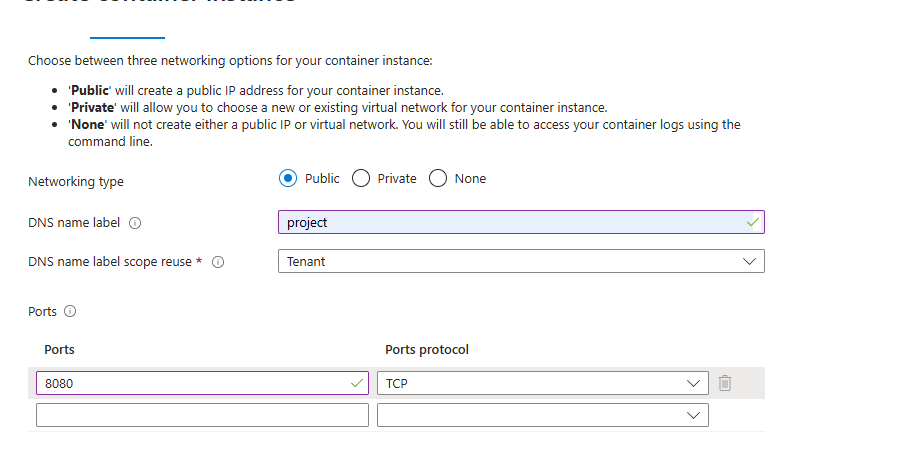 Create container instance
Choose between three networking options for your container instance:
• 'Public' will create a public IP address for your container instance.
• 'Private' will allow you to choose a new or existing virtual network for your container instance.
• 'None' will not create either a public IP or virtual network. You will still be able to access your container logs using the
command line.
Networking type Public Private None
DNS name label project
DNS name label scope reuse * Tenant
Ports
Ports Ports protocol
8080 TCP